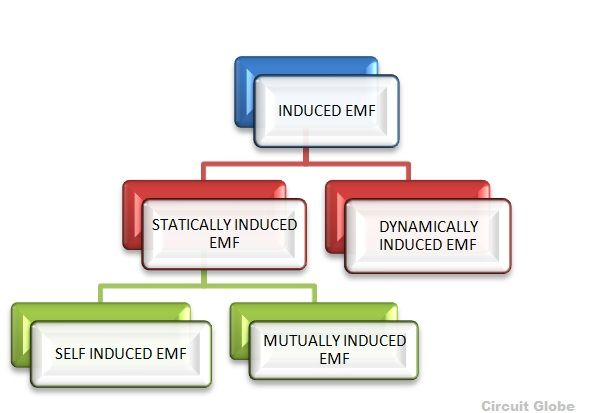 INDUCED EMF
STATICALLY INDUCED
EMF
DYNAMICALLY
INDUCED EMF
SELF INDUCED EMF
MUTUALLY INDUCED
EMF
Circuit Globe